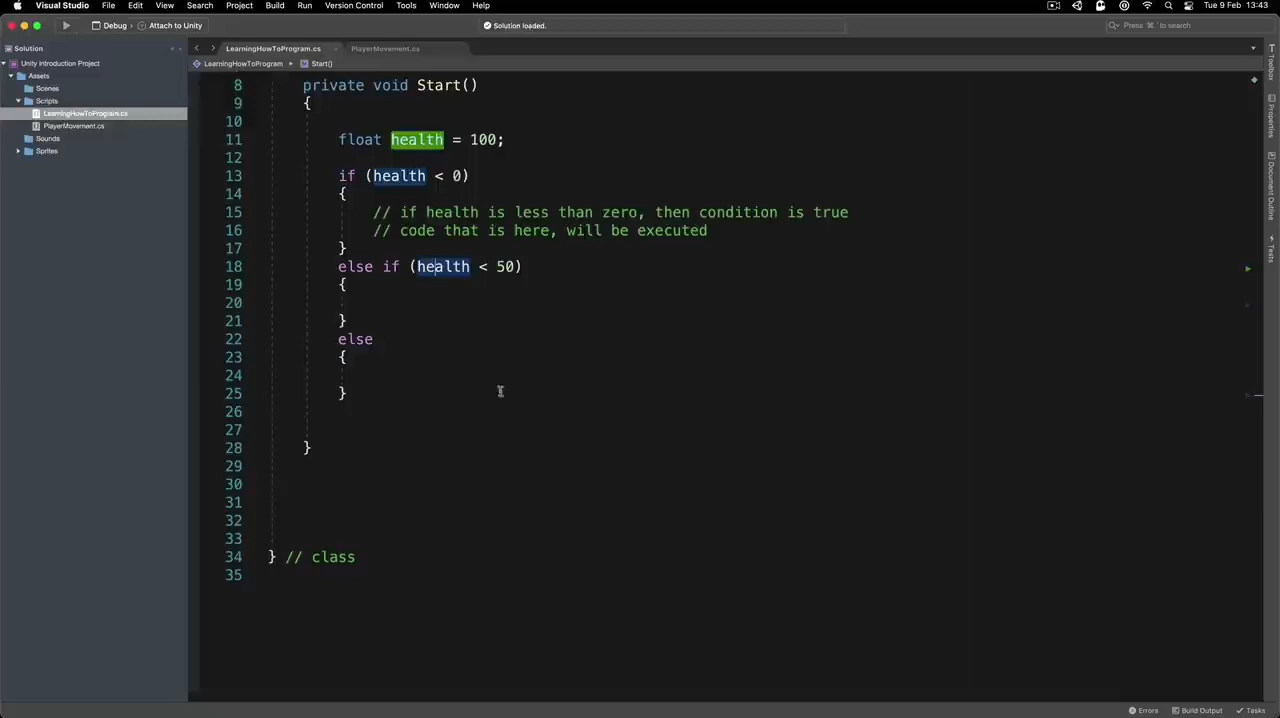 Visual Studio File Edit View Search Project Build Run Version Control Tools Window Help Tue 9 Feb 13:43
Debug Attach to Unity Solution loaded. Press '⌘ .' to search
Solution LearningHowToProgram.cs PlayerMovement.cs
Unity Introduction Project LearningHowToProgram Start()
Assets
Scenes
Scripts
LearningHowToProgram.cs
PlayerMovement.cs
Sounds
Sprites
8 private void Start()
9 {
10
11 float health = 100;
12
13 if (health < 0)
14 {
15 // if health is less than zero, then condition is true
16 // code that is here, will be executed
17 }
18 else if (health < 50)
19 {
20
21 }
22 else
23 {
24
25 }
26
27
28 }
29
30
31
32
33
34 } // class
35
Toolbox
Properties
Document Outline
Tests
Errors Build Output Tasks